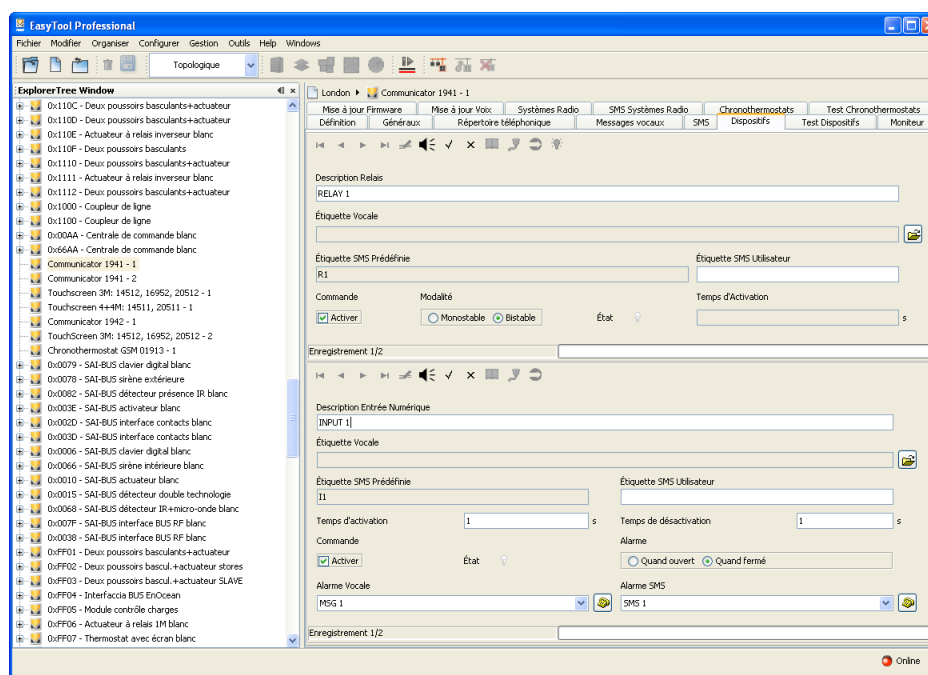 EasyTool Professional
Fichier Modifier Organiser Configurer Gestion Outils Help Windows
Topologique
ExplorerTree Window
0x110C - Deux poussoirs basculants+actuateur
0x110D - Deux poussoirs basculants+actuateur
0x110E - Actuateur à relais inverseur blanc
0x110F - Deux poussoirs basculants
0x1110 - Deux poussoirs basculants+actuateur
0x1111 - Actuateur à relais inverseur blanc
0x1112 - Deux poussoirs basculants+actuateur
0x1000 - Coupleur de ligne
0x1100 - Coupleur de ligne
0x00AA - Centrale de commande blanc
0x66AA - Centrale de commande blanc
Communicator 1941 - 1
Communicator 1941 - 2
Touchscreen 3M: 14512, 16952, 20512 - 1
Touchscreen 4+4M: 14511, 20511 - 1
Communicator 1942 - 1
TouchScreen 3M: 14512, 16952, 20512 - 2
Chronothermostat GSM 01913 - 1
0x0079 - SAI-BUS clavier digital blanc
0x0078 - SAI-BUS sirène extérieure
0x0082 - SAI-BUS détecteur présence IR blanc
0x003E - SAI-BUS activateur blanc
0x002D - SAI-BUS interface contacts blanc
0x003D - SAI-BUS interface contacts blanc
0x0006 - SAI-BUS clavier digital blanc
0x0066 - SAI-BUS sirène intérieure blanc
0x0010 - SAI-BUS actuateur blanc
0x0015 - SAI-BUS détecteur double technologie
0x0068 - SAI-BUS détecteur IR+micro-onde blanc
0x007F - SAI-BUS interface BUS RF blanc
0x0038 - SAI-BUS interface BUS RF blanc
0xFF01 - Deux poussoirs basculants+actuateur
0xFF02 - Deux poussoirs bascul.+actuateur stores
0xFF03 - Deux poussoirs bascul.+actuateur SLAVE
0xFF04 - Interfaccia BUS EnOcean
0xFF05 - Module contrôle charges
0xFF06 - Actuateur à relais 1M blanc
0xFF07 - Thermostat avec écran blanc
London Communicator 1941 - 1
Mise à jour Firmware Mise à jour Voix Systèmes Radio SMS Systèmes Radio Chronothermostats Test Chronothermostats
Définition Généraux Répertoire téléphonique Messages vocaux SMS Dispositifs Test Dispositifs Moniteur
Description Relais
RELAY 1
Étiquette Vocale
Étiquette SMS Prédéfinie Étiquette SMS Utilisateur
R1
Commande Modalité Temps d'Activation
Activer Monostable Bistable État s
Enregistrement 1/2
Description Entrée Numérique
INPUT 1
Étiquette Vocale
Étiquette SMS Prédéfinie Étiquette SMS Utilisateur
I1
Temps d'activation 1 s Temps de désactivation 1 s
Commande Alarme
Activer État Quand ouvert Quand fermé
Alarme Vocale Alarme SMS
MSG 1 SMS 1
Enregistrement 1/2
Online